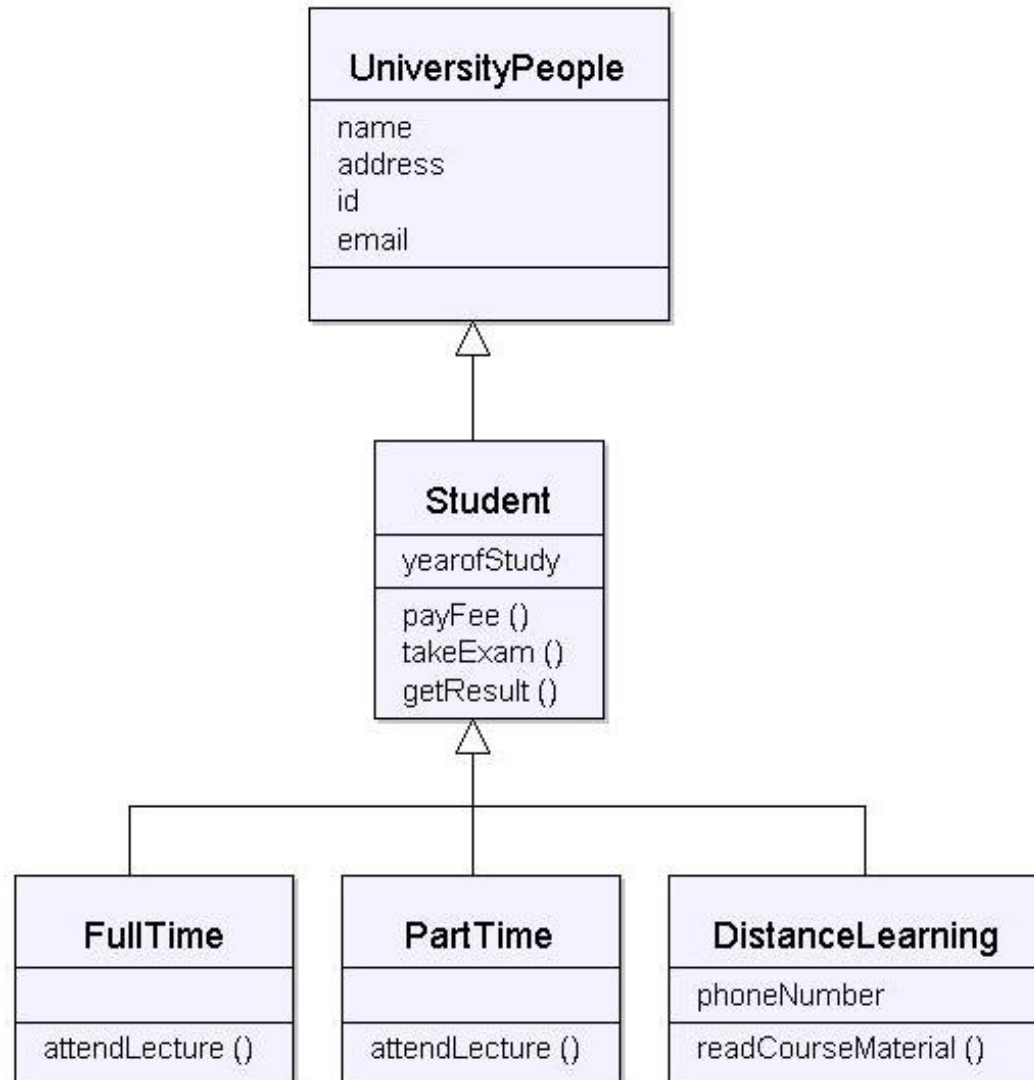 UniversityPeople
name
address
id
email
Student
yearofStudy
payFee ()
takeExam ()
getResult ()
FullTime
attendLecture ()
PartTime
attendLecture ()
DistanceLearning
phoneNumber
readCourseMaterial ()